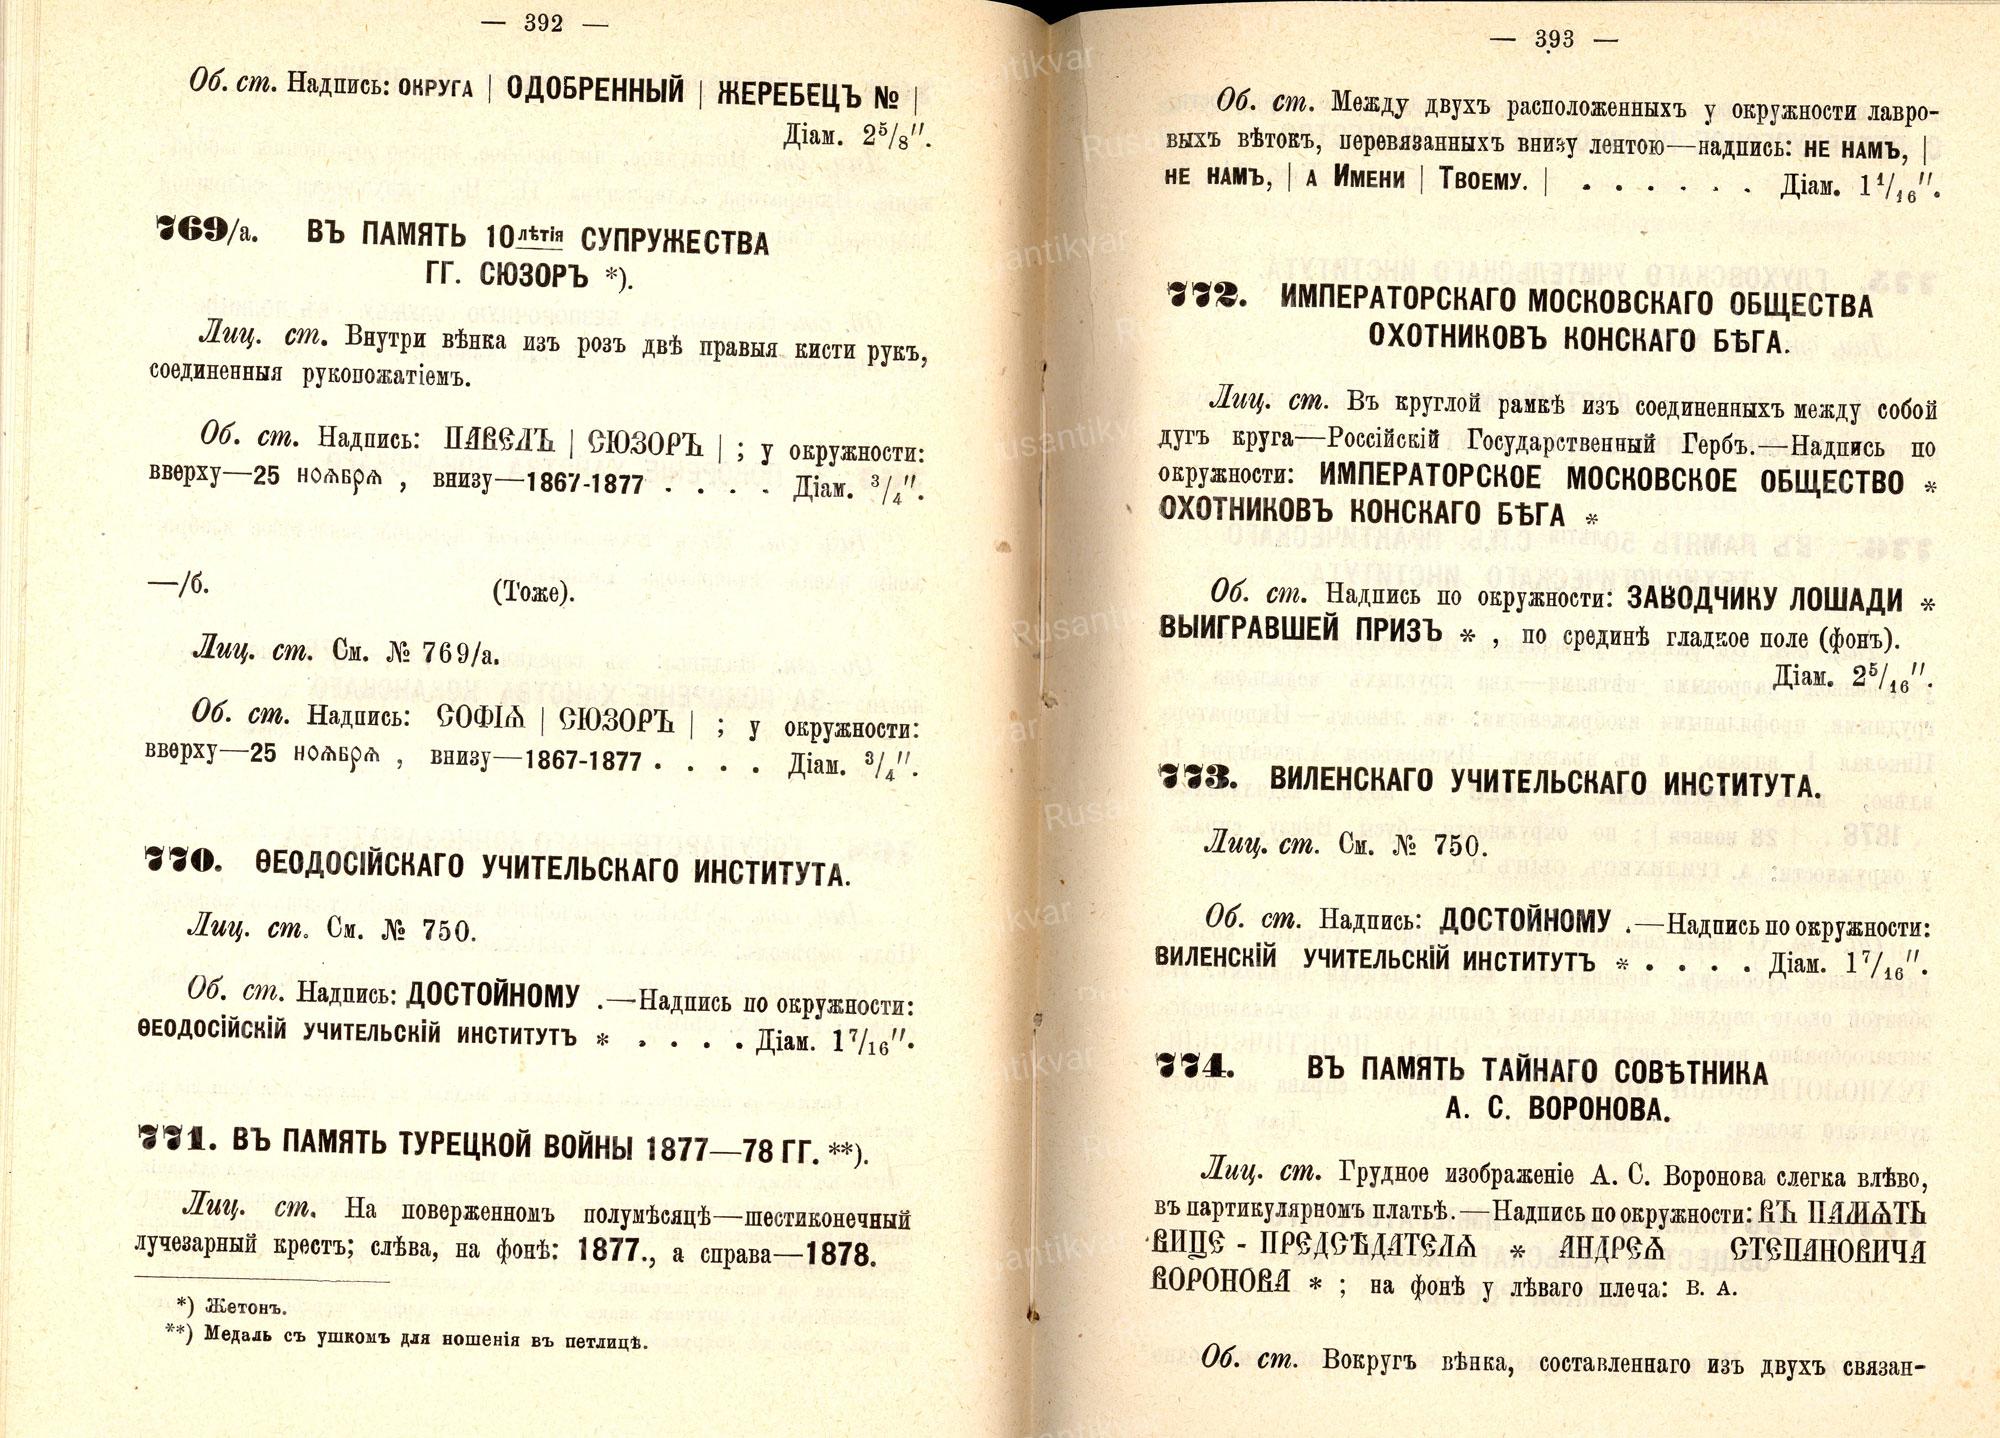 — 392 —
Об. ст. Надпись: ОКРУГА | ОДОБРЕННЫЙ | ЖЕРЕБЕЦЪ № |
Діам. 2⁵/₈″.
769/а. ВЪ ПАМЯТЬ 10лѣтія СУПРУЖЕСТВА
ГГ. СЮЗОРЪ *).
Лиц. ст. Внутри вѣнка изъ розъ двѣ правыя кисти рукъ,
соединенныя рукопожатіемъ.
Об. ст. Надпись: ПАВЕЛЪ | СЮЗОРЪ | ; у окружности:
вверху—25 ноѧбрѧ , внизу—1867-1877 . . . . Діам. ³/₄″.
—/б. (Тоже).
Лиц. ст. См. № 769/а.
Об. ст. Надпись: СОФІѦ | СЮЗОРЪ | ; у окружности:
вверху—25 ноѧбрѧ , внизу—1867-1877 . . . . Діам. ³/₄″.
770. ѲЕОДОСІЙСКАГО УЧИТЕЛЬСКАГО ИНСТИТУТА.
Лиц. ст. См. № 750.
Об. ст. Надпись: ДОСТОЙНОМУ .—Надпись по окружности:
ѲЕОДОСІЙСКІЙ УЧИТЕЛЬСКІЙ ИНСТИТУТЪ * . . . . Діам. 1⁷/₁₆″.
771. ВЪ ПАМЯТЬ ТУРЕЦКОЙ ВОЙНЫ 1877—78 ГГ. **).
Лиц. ст. На поверженномъ полумѣсяцѣ—шестиконечный
лучезарный крестъ; слѣва, на фонѣ: 1877., а справа—1878.
*) Жетонъ.
**) Медаль съ ушкомъ для ношенія въ петлицѣ.
— 393 —
Об. ст. Между двухъ расположенныхъ у окружности лавро-
выхъ вѣтокъ, перевязанныхъ внизу лентою—надпись: НЕ НАМЪ, |
НЕ НАМЪ, | А ИМЕНИ | ТВОЕМУ. | . . . . . . Діам. 1¹/₁₆″.
772. ИМПЕРАТОРСКАГО МОСКОВСКАГО ОБЩЕСТВА
ОХОТНИКОВЪ КОНСКАГО БѢГА.
Лиц. ст. Въ круглой рамкѣ изъ соединенныхъ между собой
дугъ круга—Россійскій Государственный Гербъ.—Надпись по
окружности: ИМПЕРАТОРСКОЕ МОСКОВСКОЕ ОБЩЕСТВО *
ОХОТНИКОВЪ КОНСКАГО БѢГА *
Об. ст. Надпись по окружности: ЗАВОДЧИКУ ЛОШАДИ *
ВЫИГРАВШЕЙ ПРИЗЪ * , по срединѣ гладкое поле (фонъ).
Діам. 2⁵/₁₆″.
773. ВИЛЕНСКАГО УЧИТЕЛЬСКАГО ИНСТИТУТА.
Лиц. ст. См. № 750.
Об. ст. Надпись: ДОСТОЙНОМУ .—Надпись по окружности:
ВИЛЕНСКІЙ УЧИТЕЛЬСКІЙ ИНСТИТУТЪ * . . . . Діам. 1⁷/₁₆″.
774. ВЪ ПАМЯТЬ ТАЙНАГО СОВѢТНИКА
А. С. ВОРОНОВА.
Лиц. ст. Грудное изображеніе А. С. Воронова слегка влѣво,
въ партикулярномъ платьѣ.—Надпись по окружности: ВЪ ПАМѦТЬ
ВИЦЕ - ПРЕДСѢДАТЕЛѦ * АНДРЕѦ СТЕПАНОВИЧА
ВОРОНОВА * ; на фонѣ у лѣваго плеча: В. А.
Об. ст. Вокругъ вѣнка, составленнаго изъ двухъ связан-